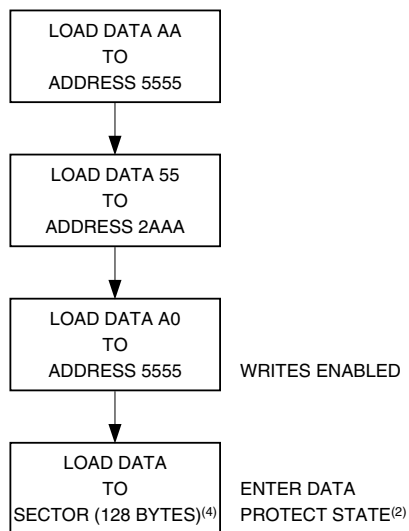 LOAD DATA AA
TO
ADDRESS 5555
LOAD DATA 55
TO
ADDRESS 2AAA
LOAD DATA A0
TO
ADDRESS 5555
WRITES ENABLED
LOAD DATA
TO
SECTOR (128 BYTES)(4)
ENTER DATA
PROTECT STATE(2)